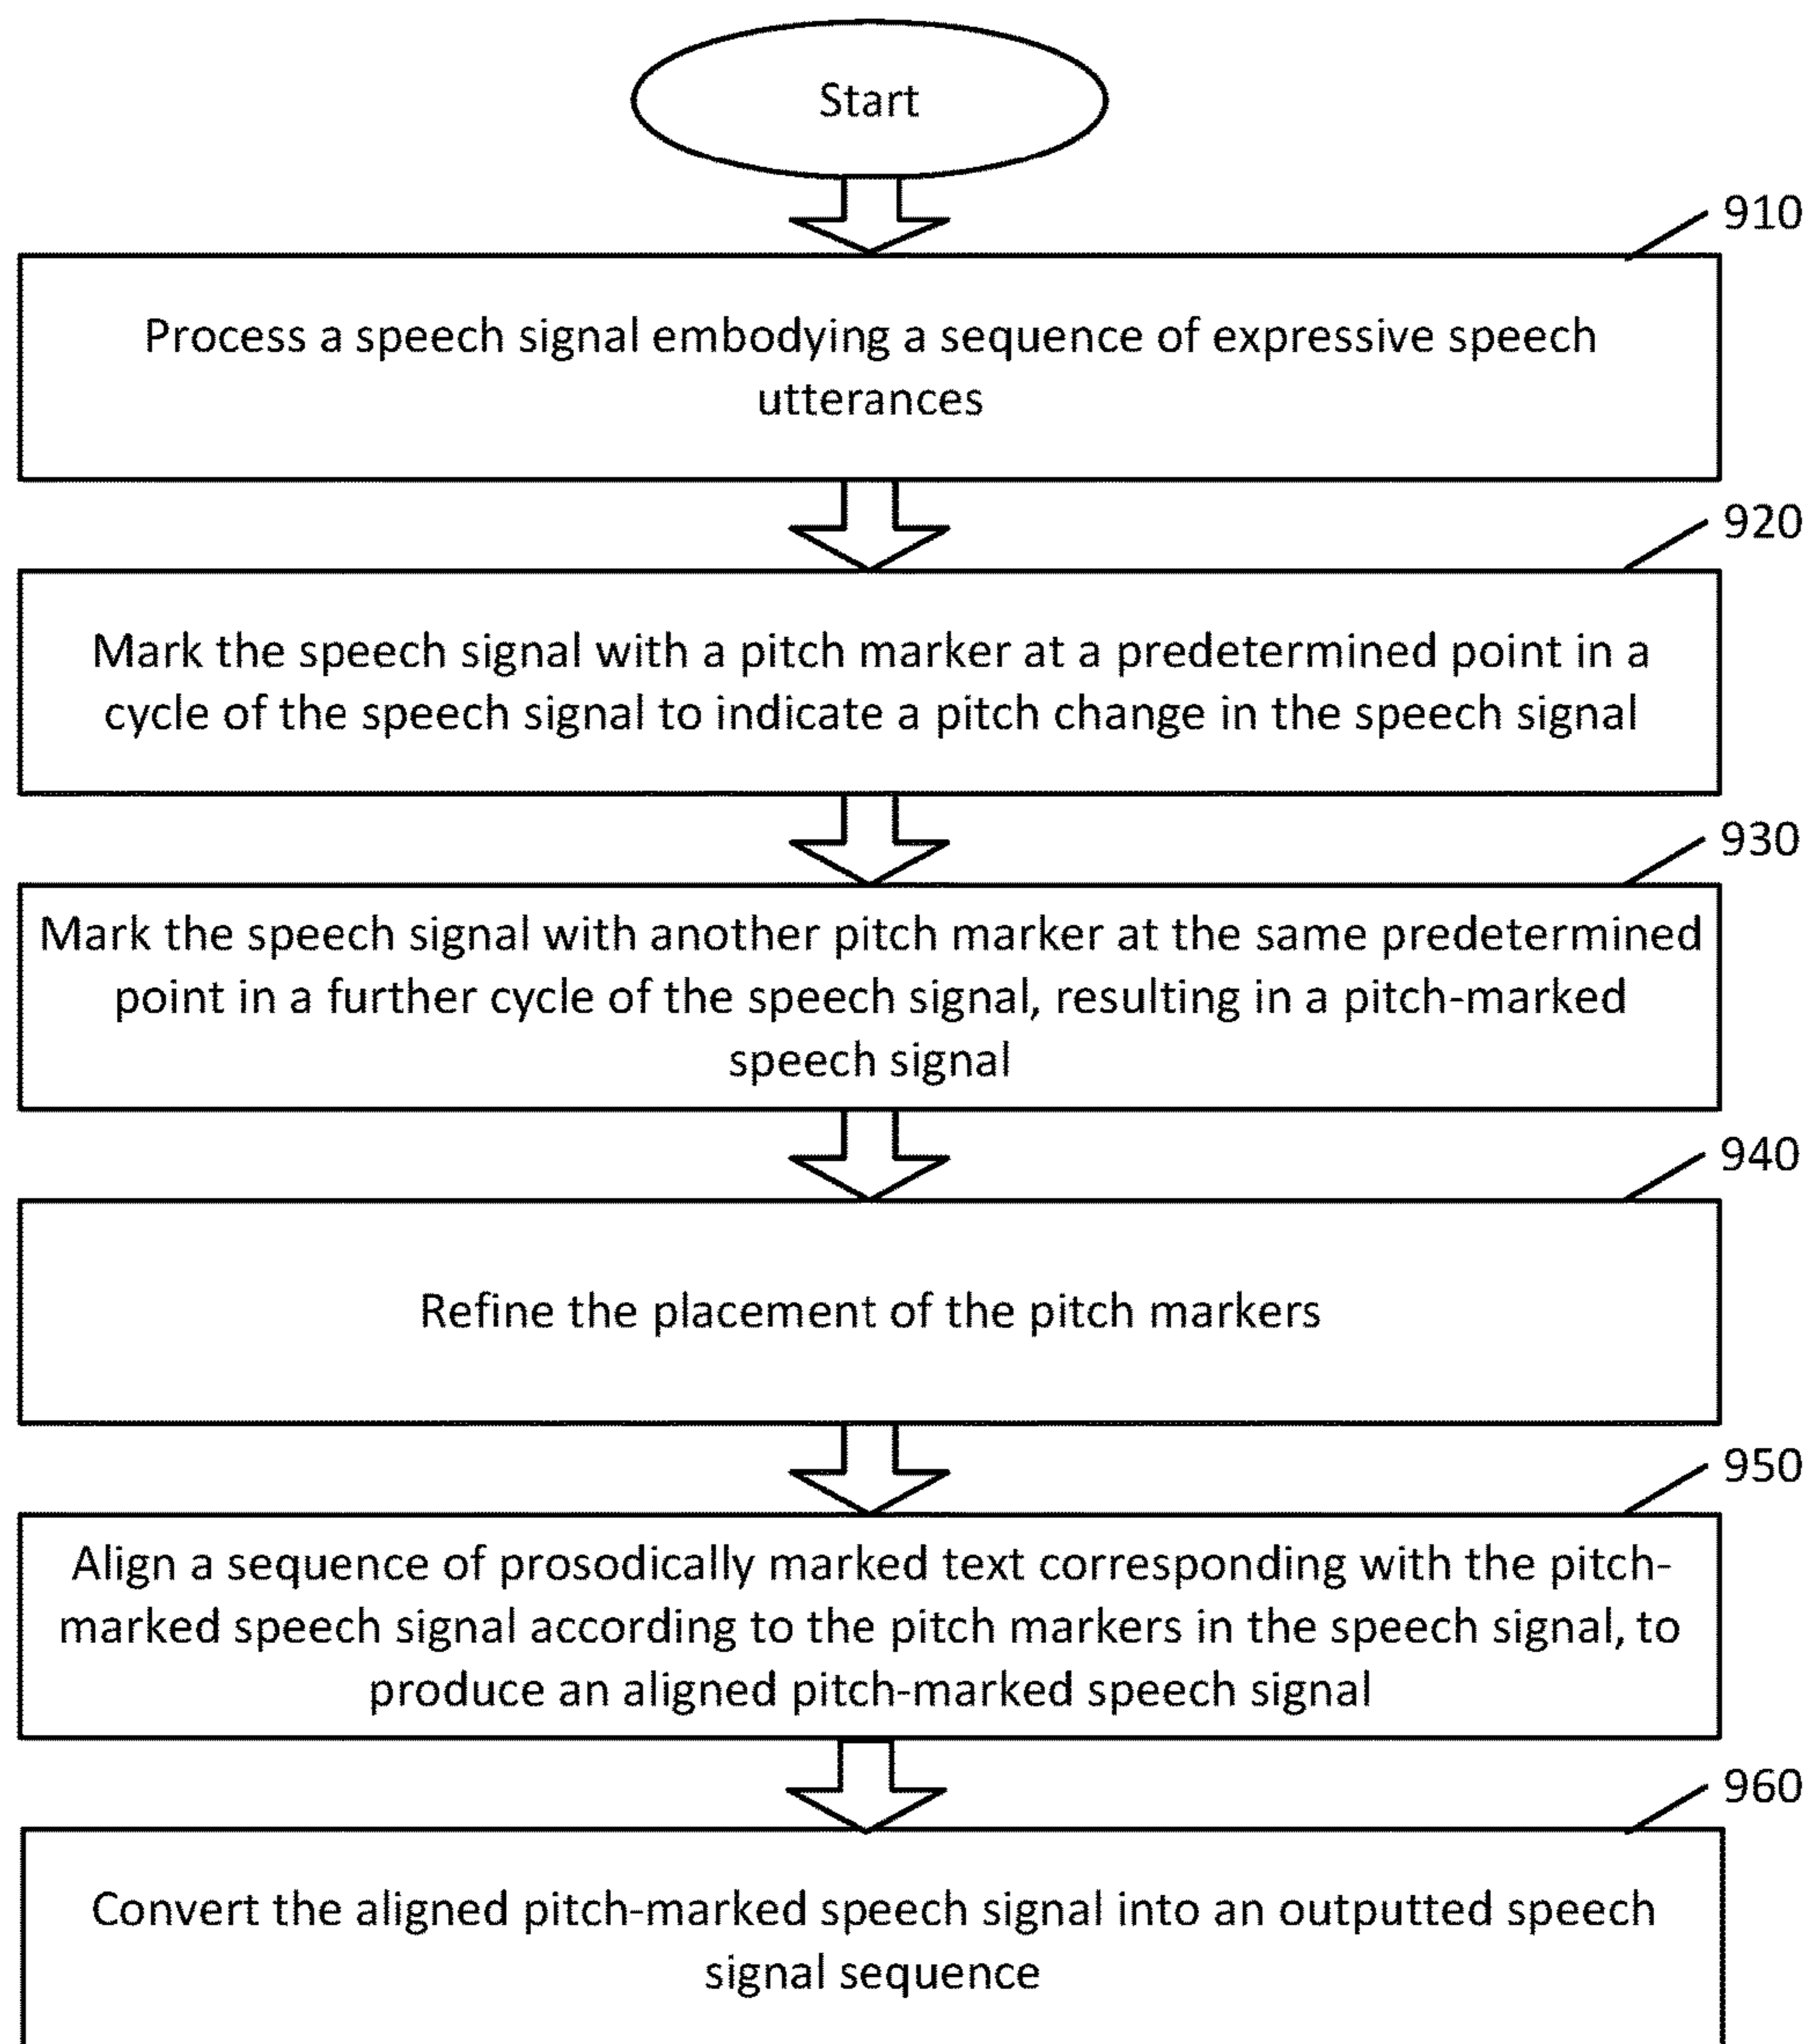 Start
910
Process a speech signal embodying a sequence of expressive speech
utterances
920
Mark the speech signal with a pitch marker at a predetermined point in a
cycle of the speech signal to indicate a pitch change in the speech signal
930
Mark the speech signal with another pitch marker at the same predetermined
point in a further cycle of the speech signal, resulting in a pitch-marked
speech signal
940
Refine the placement of the pitch markers
950
Align a sequence of prosodically marked text corresponding with the pitch-
marked speech signal according to the pitch markers in the speech signal, to
produce an aligned pitch-marked speech signal
960
Convert the aligned pitch-marked speech signal into an outputted speech
signal sequence